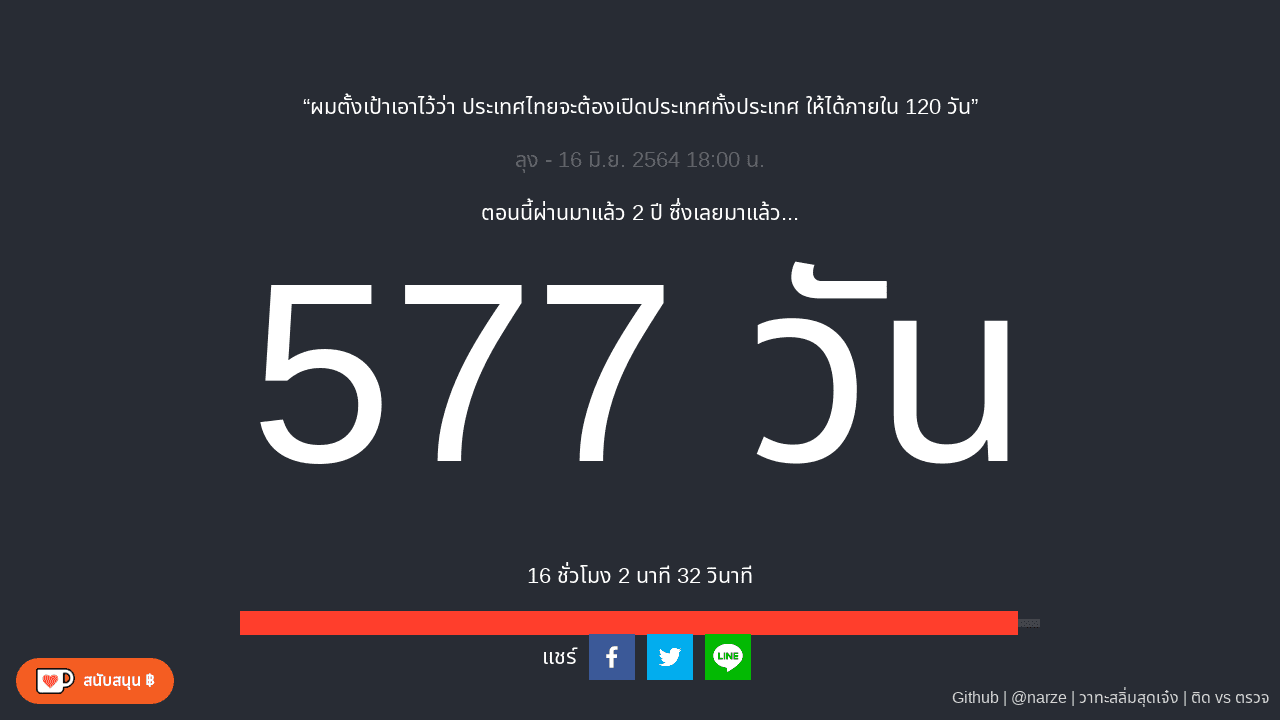 “ผมตั้งเป้าเอาไว้ว่า ประเทศไทยจะต้องเปิดประเทศทั้งประเทศ ให้ได้ภายใน 120 วัน”
ลุง - 16 มิ.ย. 2564 18:00 น.
ตอนนี้ผ่านมาแล้ว 2 ปี ซึ่งเลยมาแล้ว...
577 วัน
16 ชั่วโมง 2 นาที 32 วินาที
แชร์
LINE
สนับสนุน ฿
Github | @narze | วาทะสลิ่มสุดเจ๋ง | ติด vs ตรวจ